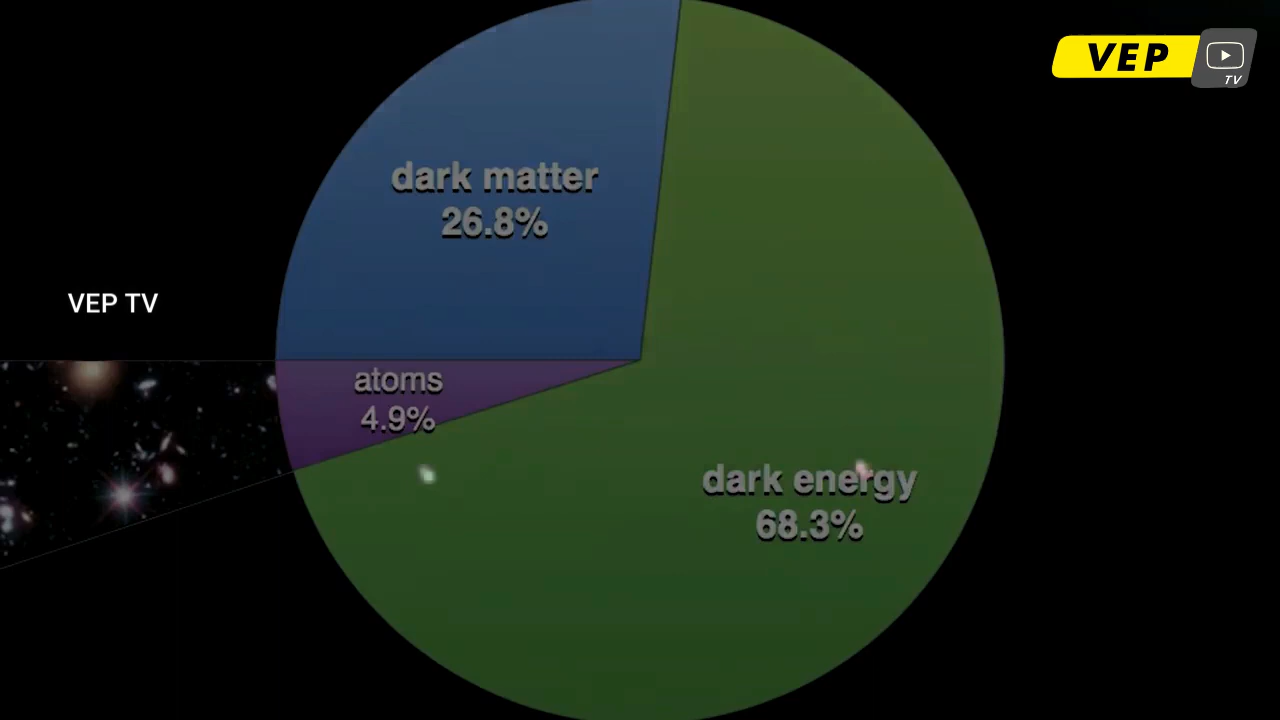 VEP
TV
dark matter
26.8%
VEP TV
atoms
4.9%
dark energy
68.3%